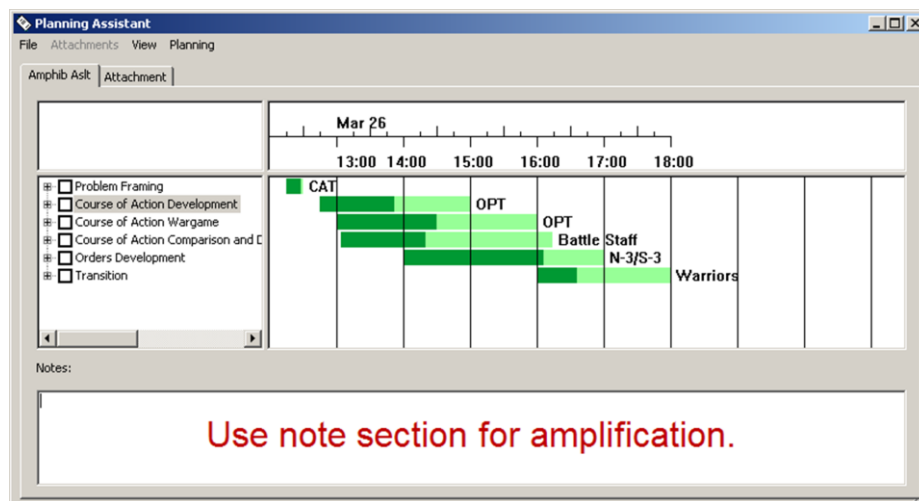 Planning Assistant
File Attachments View Planning
Amphib Aslt Attachment
Mar 26
13:00 14:00 15:00 16:00 17:00 18:00
Problem Framing CAT
Course of Action Development OPT
Course of Action Wargame OPT
Course of Action Comparison and D Battle Staff
Orders Development N-3/S-3
Transition Warriors
Notes:
Use note section for amplification.